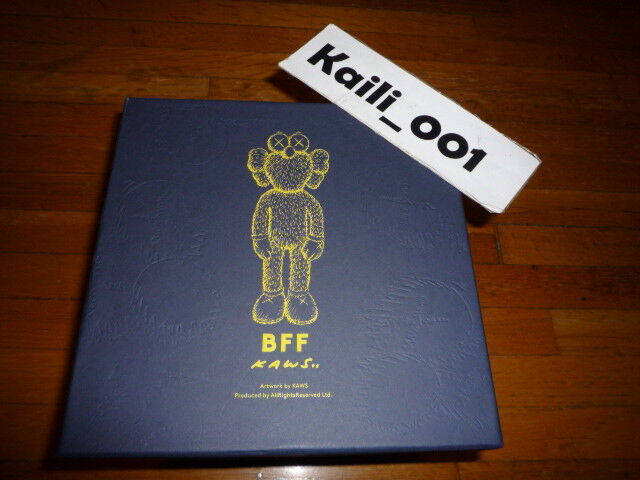 Kaili_001
BFF
KAWS..
Artwork by KAWS
Produced by AllRightsReserved Ltd.